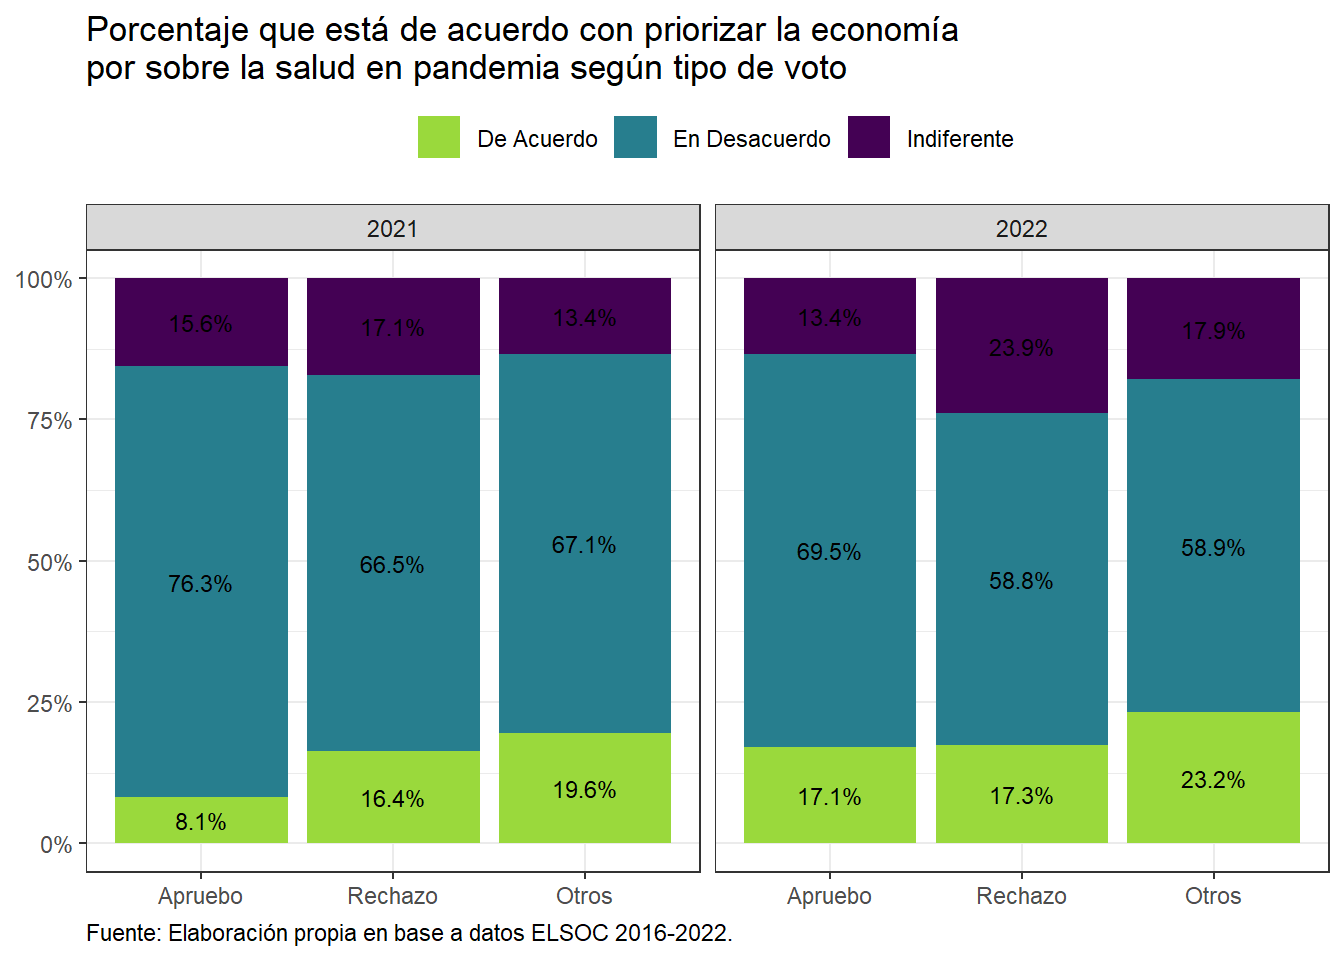 Porcentaje que está de acuerdo con priorizar la economía
por sobre la salud en pandemia según tipo de voto
De Acuerdo
En Desacuerdo
Indiferente
2021
2022
100%
75%
50%
25%
0%
15.6%
17.1%
13.4%
76.3%
66.5%
67.1%
8.1%
16.4%
19.6%
13.4%
23.9%
17.9%
69.5%
58.8%
58.9%
17.1%
17.3%
23.2%
Apruebo
Rechazo
Otros
Apruebo
Rechazo
Otros
Fuente: Elaboración propia en base a datos ELSOC 2016-2022.